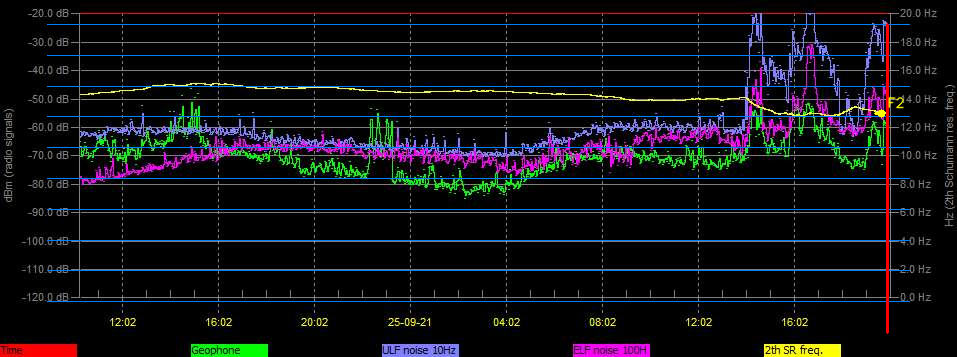 -20.0 dB 20.0 Hz
-30.0 dB 18.0 Hz
-40.0 dB 16.0 Hz
-50.0 dB 14.0 Hz
F2
-60.0 dB 12.0 Hz
-70.0 dB 10.0 Hz
-80.0 dB 8.0 Hz
-90.0 dB 6.0 Hz
-100.0 dB 4.0 Hz
-110.0 dB 2.0 Hz
-120.0 dB 0.0 Hz
dBm (radio signals)
Hz (2th Schumann res. freq.)
12:02 16:02 20:02 25-09-21 04:02 08:02 12:02 16:02
Time Geophone ULF noise 10Hz ELF noise 100H 2th SR freq.